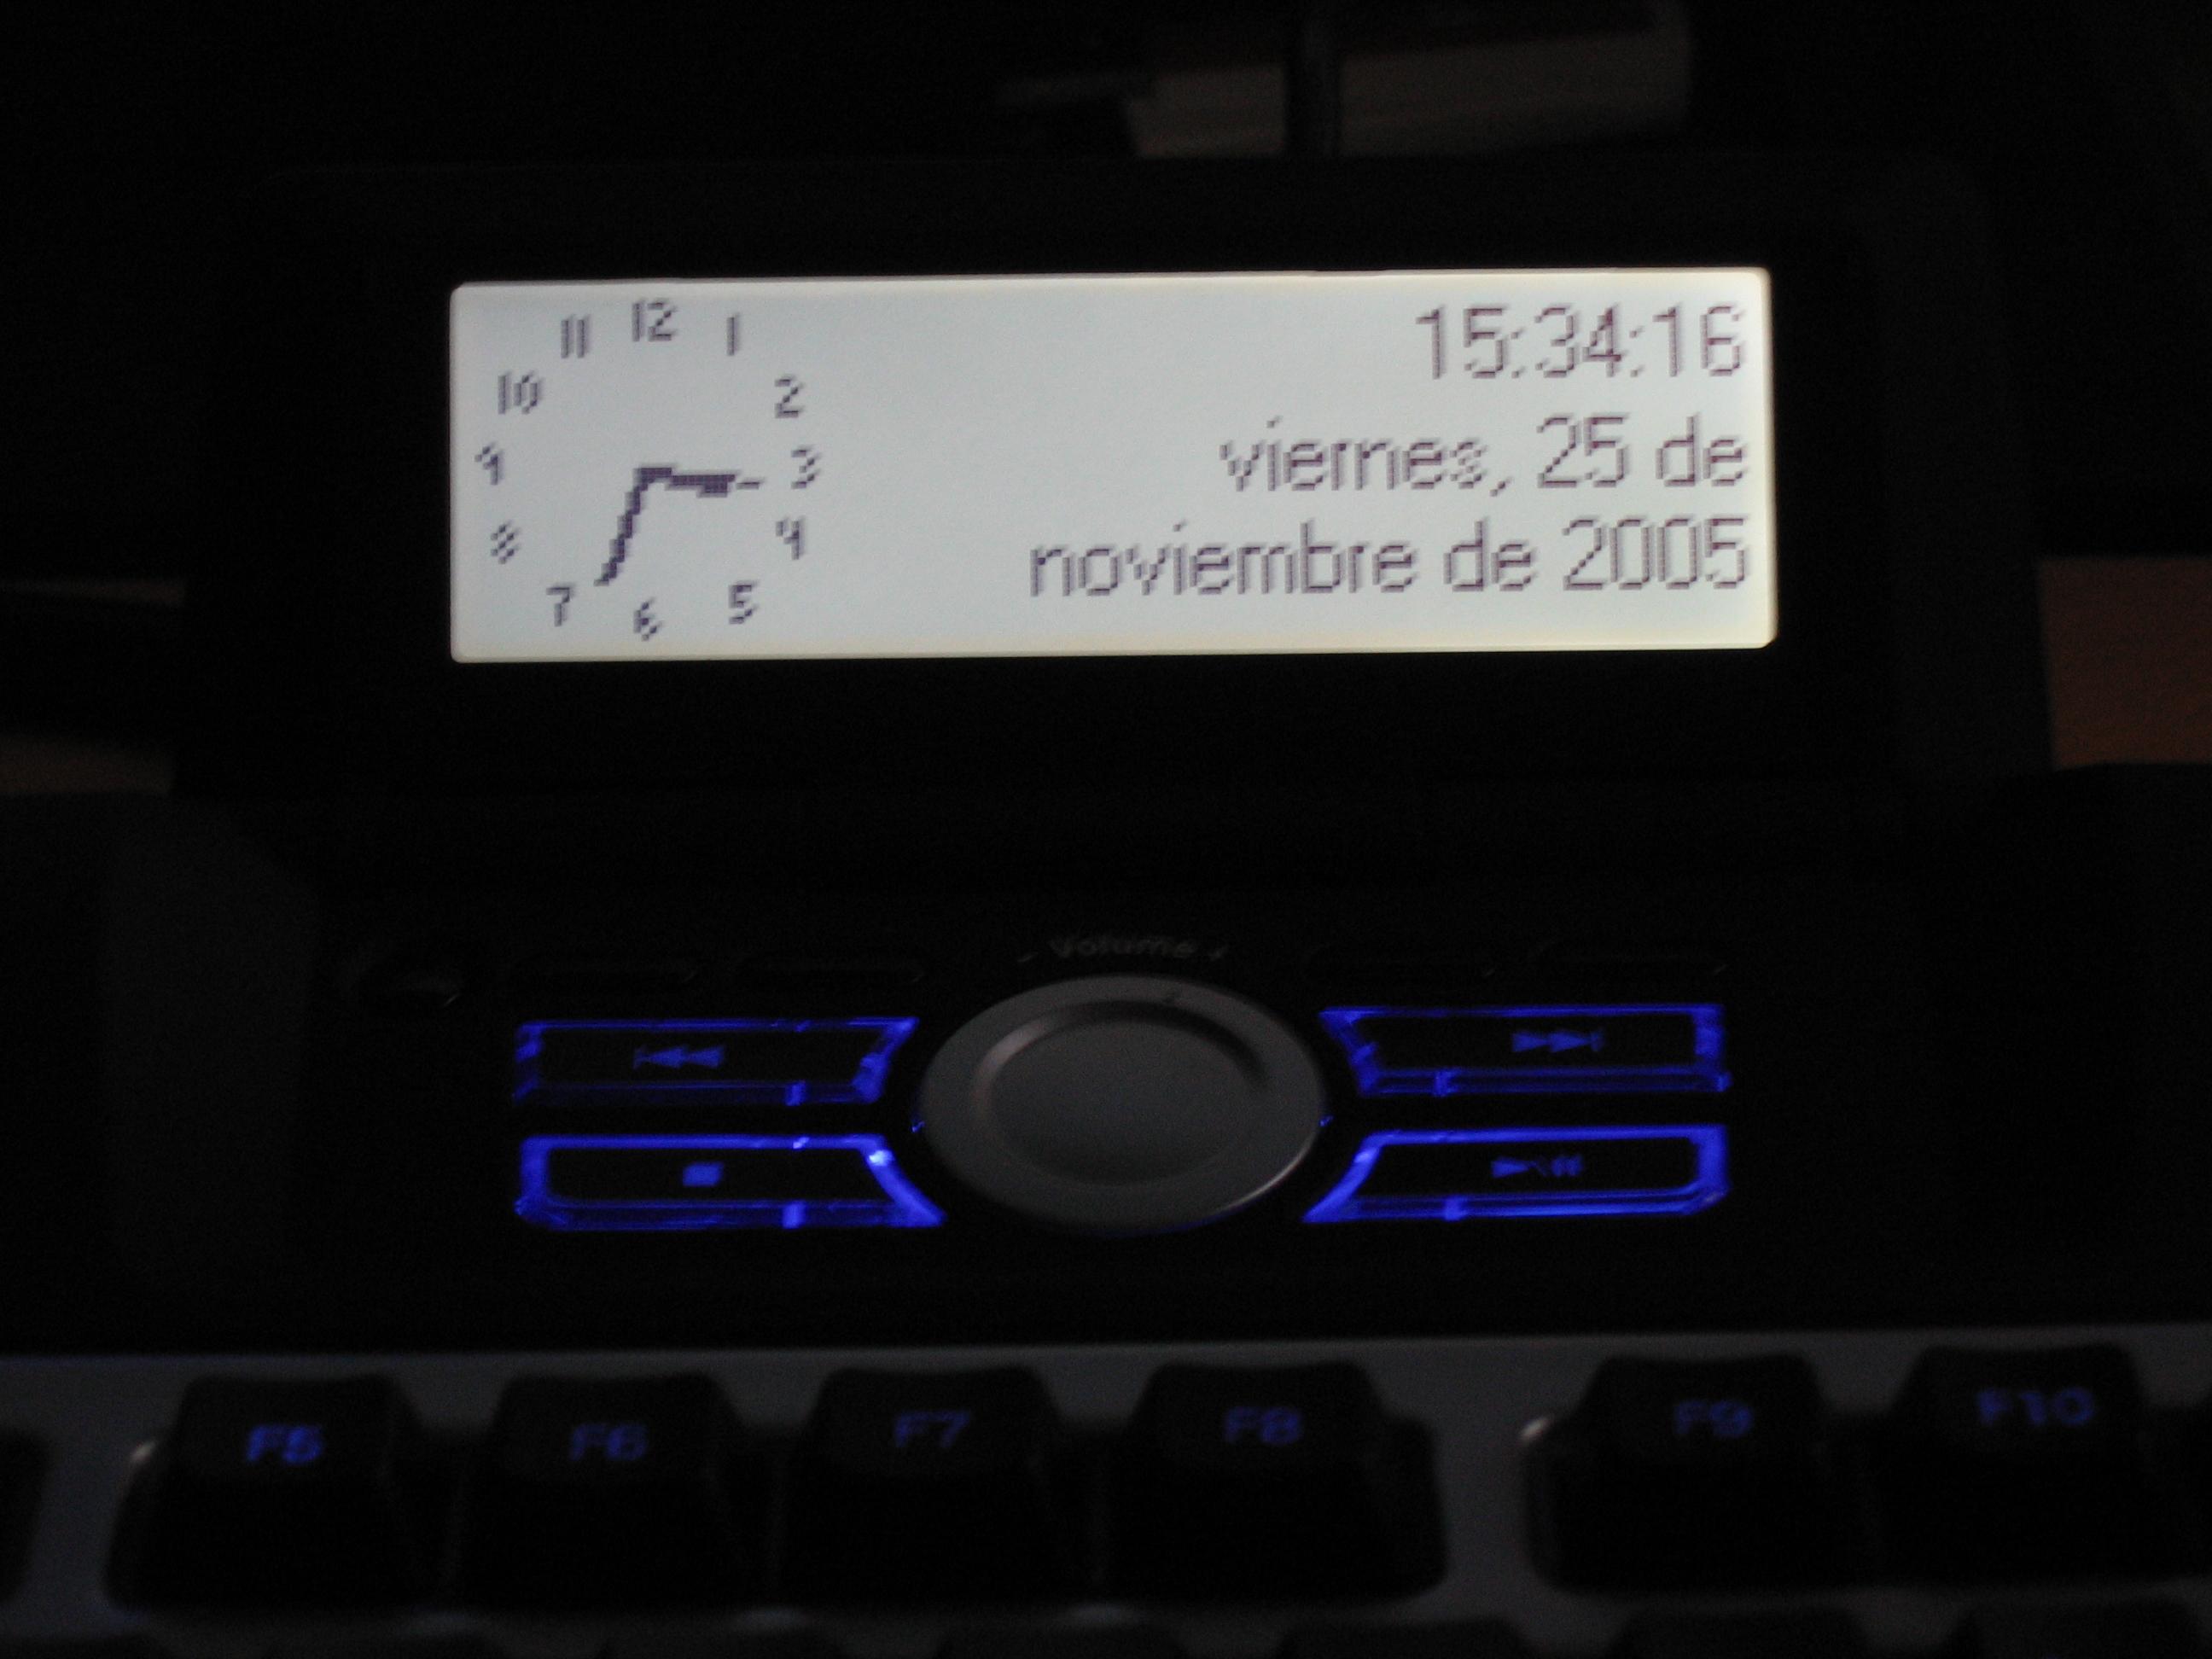 11 12 1
10 2
9 3
8 4
7 6 5
15:34:16
viernes, 25 de
noviembre de 2005
- Volume +
F5 F6 F7 F8 F9 F10